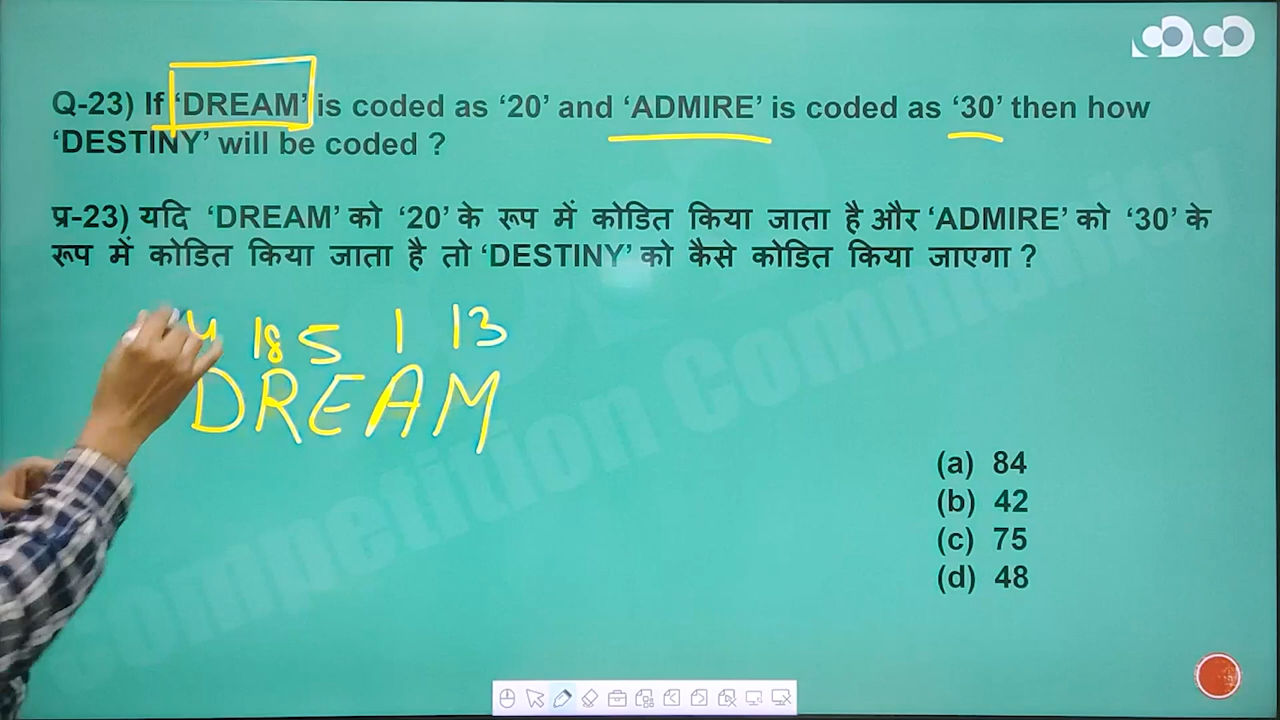 Q-23) If 'DREAM' is coded as '20' and 'ADMIRE' is coded as '30' then how
'DESTINY' will be coded ?
प्र-23) यदि 'DREAM' को '20' के रूप में कोडित किया जाता है और 'ADMIRE' को '30' के
रूप में कोडित किया जाता है तो 'DESTINY' को कैसे कोडित किया जाएगा ?
4 18 5 1 13
DREAM
(a) 84
(b) 42
(c) 75
(d) 48
Competition Community